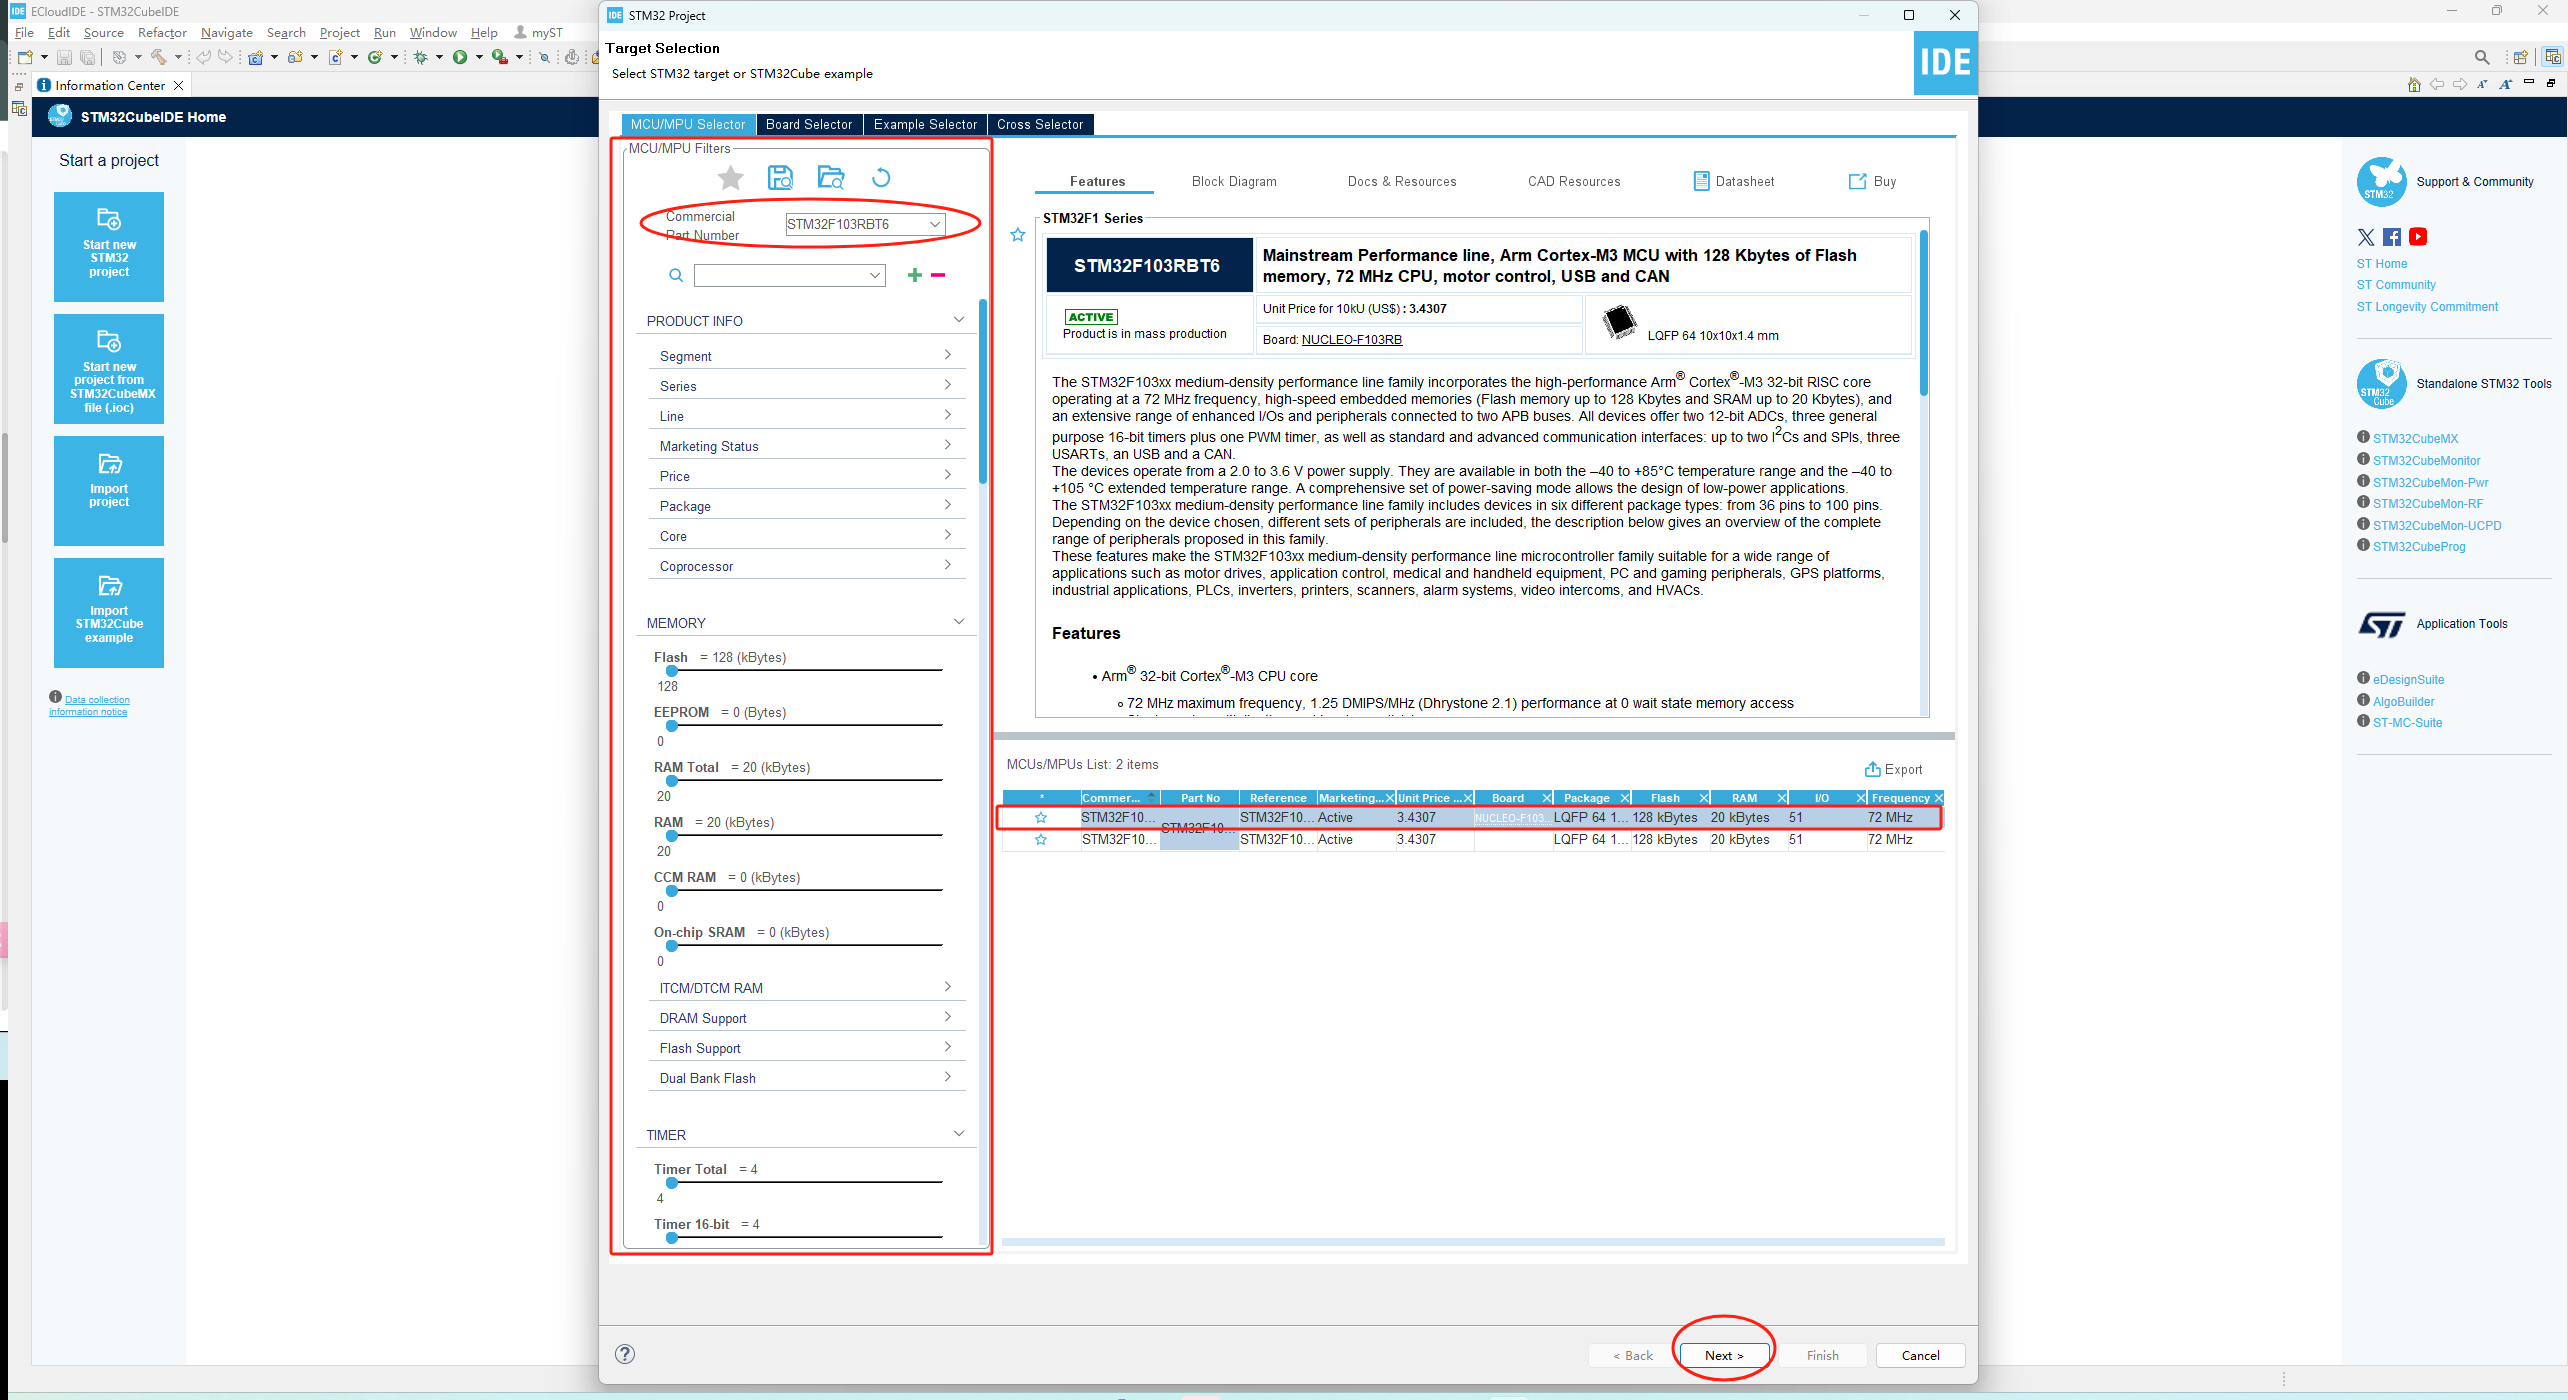 IDE ECloudIDE - STM32CubeIDE
File Edit Source Refactor Navigate Search Project Run Window Help myST
Information Center
STM32CubeIDE Home
Start a project
Start new
STM32
project
Start new
project from
STM32CubeMX
file (.ioc)
Import
project
Import
STM32Cube
example
Data collection
information notice
IDE STM32 Project
Target Selection
Select STM32 target or STM32Cube example
IDE
MCU/MPU Selector Board Selector Example Selector Cross Selector
MCU/MPU Filters
Commercial
Part Number
STM32F103RBT6
PRODUCT INFO
Segment
Series
Line
Marketing Status
Price
Package
Core
Coprocessor
MEMORY
Flash = 128 (kBytes)
128
EEPROM = 0 (Bytes)
0
RAM Total = 20 (kBytes)
20
RAM = 20 (kBytes)
20
CCM RAM = 0 (kBytes)
0
On-chip SRAM = 0 (kBytes)
0
ITCM/DTCM RAM
DRAM Support
Flash Support
Dual Bank Flash
TIMER
Timer Total = 4
4
Timer 16-bit = 4
Features Block Diagram Docs & Resources CAD Resources Datasheet Buy
STM32F1 Series
STM32F103RBT6
Mainstream Performance line, Arm Cortex-M3 MCU with 128 Kbytes of Flash
memory, 72 MHz CPU, motor control, USB and CAN
ACTIVE
Product is in mass production
Unit Price for 10kU (US$) : 3.4307
Board: NUCLEO-F103RB
LQFP 64 10x10x1.4 mm
The STM32F103xx medium-density performance line family incorporates the high-performance Arm® Cortex®-M3 32-bit RISC core
operating at a 72 MHz frequency, high-speed embedded memories (Flash memory up to 128 Kbytes and SRAM up to 20 Kbytes), and
an extensive range of enhanced I/Os and peripherals connected to two APB buses. All devices offer two 12-bit ADCs, three general
purpose 16-bit timers plus one PWM timer, as well as standard and advanced communication interfaces: up to two I²Cs and SPIs, three
USARTs, an USB and a CAN.
The devices operate from a 2.0 to 3.6 V power supply. They are available in both the –40 to +85°C temperature range and the –40 to
+105 °C extended temperature range. A comprehensive set of power-saving mode allows the design of low-power applications.
The STM32F103xx medium-density performance line family includes devices in six different package types: from 36 pins to 100 pins.
Depending on the device chosen, different sets of peripherals are included, the description below gives an overview of the complete
range of peripherals proposed in this family.
These features make the STM32F103xx medium-density performance line microcontroller family suitable for a wide range of
applications such as motor drives, application control, medical and handheld equipment, PC and gaming peripherals, GPS platforms,
industrial applications, PLCs, inverters, printers, scanners, alarm systems, video intercoms, and HVACs.
Features
• Arm® 32-bit Cortex®-M3 CPU core
72 MHz maximum frequency, 1.25 DMIPS/MHz (Dhrystone 2.1) performance at 0 wait state memory access
MCUs/MPUs List: 2 items
Export
* Commer... Part No Reference Marketing... Unit Price ... Board Package Flash RAM I/O Frequency
STM32F10... STM32F10... STM32F10... Active 3.4307 NUCLEO-F103... LQFP 64 1... 128 kBytes 20 kBytes 51 72 MHz
STM32F10... STM32F10... Active 3.4307 LQFP 64 1... 128 kBytes 20 kBytes 51 72 MHz
? < Back Next > Finish Cancel
STM32
Support & Community
ST Home
ST Community
ST Longevity Commitment
STM32
Cube
Standalone STM32 Tools
STM32CubeMX
STM32CubeMonitor
STM32CubeMon-Pwr
STM32CubeMon-RF
STM32CubeMon-UCPD
STM32CubeProg
ST Application Tools
eDesignSuite
AlgoBuilder
ST-MC-Suite